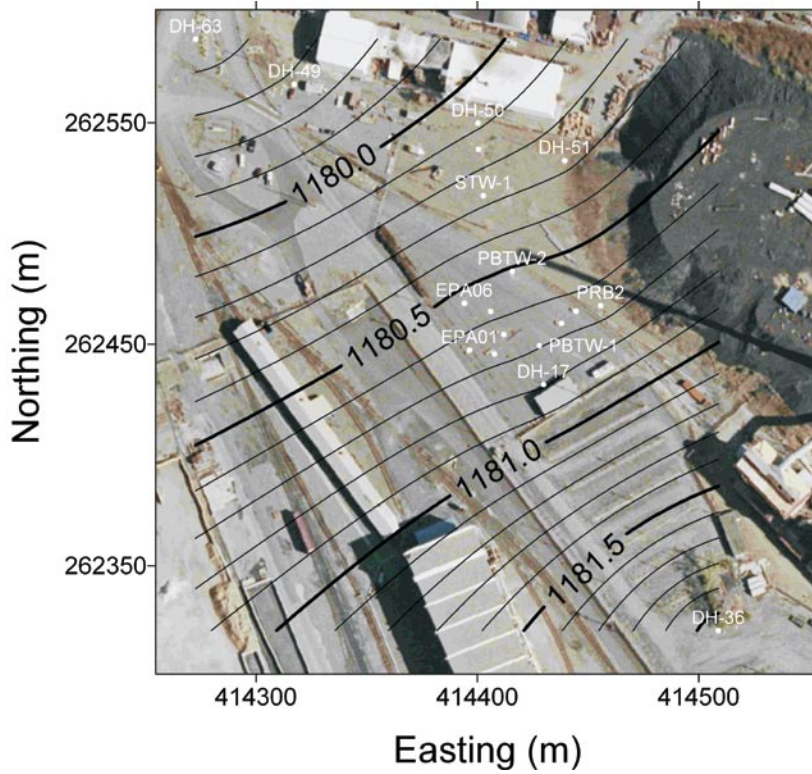 DH-63
DH-49
262550
DH-50
DH-51
1180.0
STW-1
PBTW-2
EPA06
PRB2
1180.5
262450
EPA01
PBTW-1
DH-17
1181.0
262350
1181.5
DH-36
414300
414400
414500
Northing (m)
Easting (m)